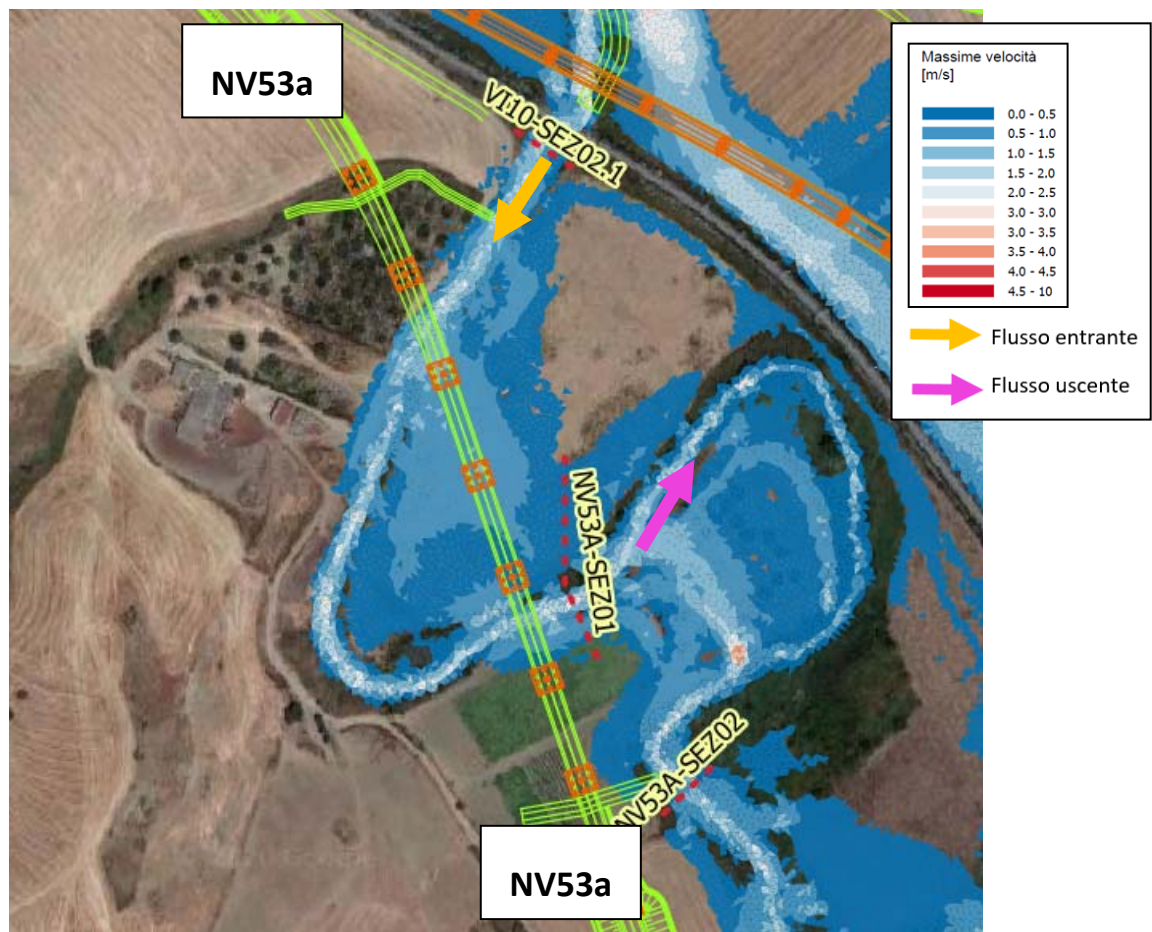 NV53a
VI10-SEZ02.1
Massime velocità
[m/s]
0.0 - 0.5
0.5 - 1.0
1.0 - 1.5
1.5 - 2.0
2.0 - 2.5
3.0 - 3.0
3.0 - 3.5
3.5 - 4.0
4.0 - 4.5
4.5 - 10
Flusso entrante
Flusso uscente
NV53A-SEZ01
NV53A-SEZ02
NV53a